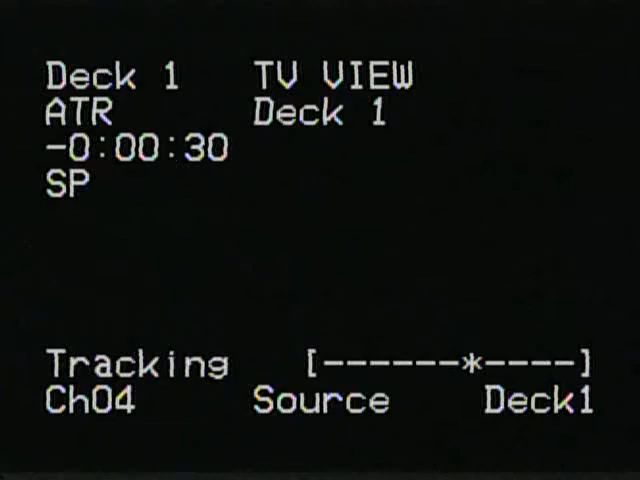 Deck 1 TV VIEW
ATR Deck 1
-0:00:30
SP
Tracking [------*----]
Ch04 Source Deck1